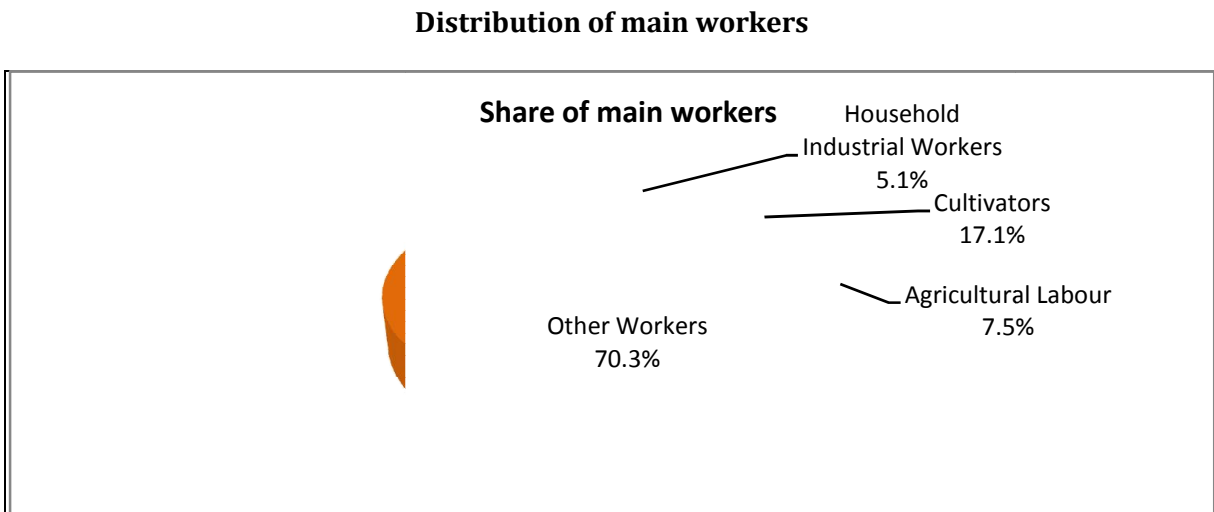 Distribution of main workers
Share of main workers
Household
Industrial Workers
5.1%
Cultivators
17.1%
Agricultural Labour
7.5%
Other Workers
70.3%